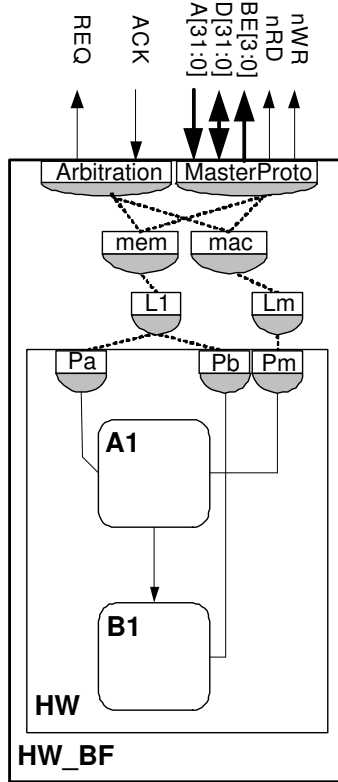 REQ
ACK
A[31:0]
D[31:0]
BE[3:0]
nRD
nWR
Arbitration
MasterProto
mem
mac
L1
Lm
Pa
Pb
Pm
A1
B1
HW
HW_BF